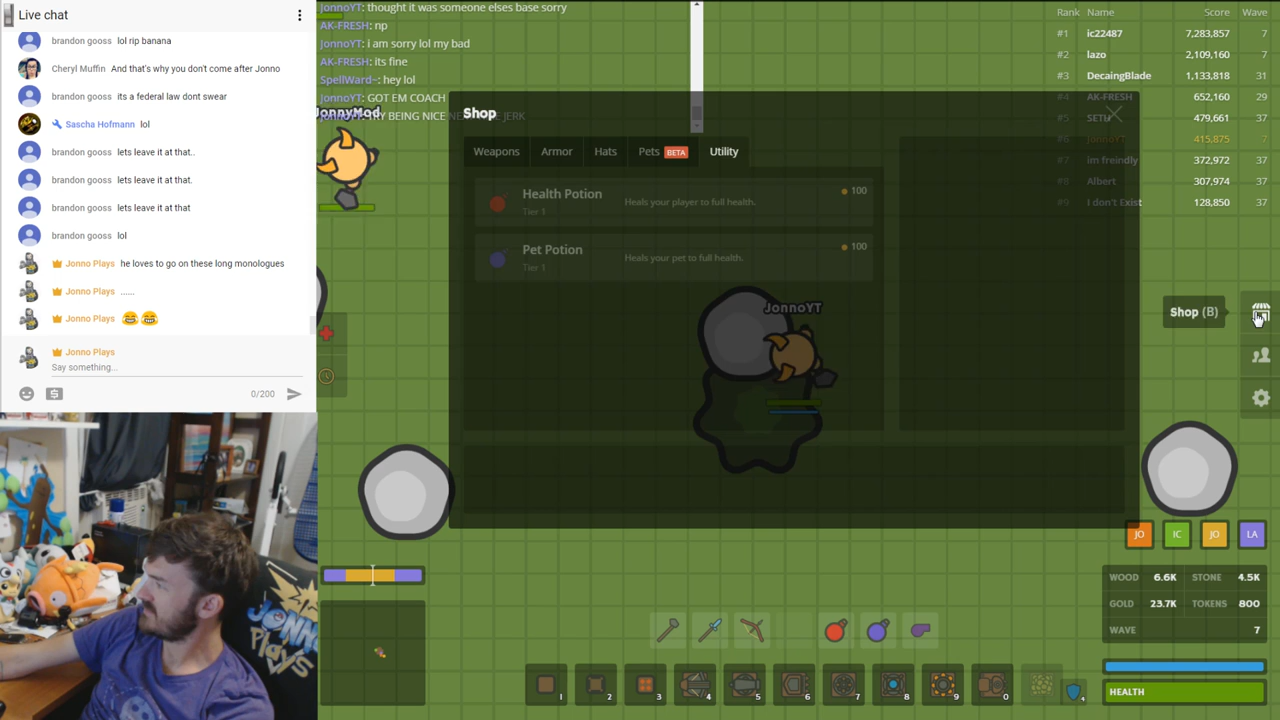 Live chat
brandon gooss lol rip banana
Cheryl Muffin And that's why you don't come after Jonno
brandon gooss its a federal law dont swear
Sascha Hofmann lol
brandon gooss lets leave it at that..
brandon gooss lets leave it at that.
brandon gooss lets leave it at that
brandon gooss lol
Jonno Plays he loves to go on these long monologues
Jonno Plays ......
Jonno Plays 😂😂
Jonno Plays
Say something...
0/200
JonnoYT: thought it was someone elses base sorry
AK-FRESH: np
JonnoYT: i am sorry lol my bad
AK-FRESH: its fine
SpellWard~: hey lol
JonnoYT: GOT EM COACH
BEING NICE JERK
JonnyMod
Shop
Weapons Armor Hats Pets BETA Utility
Health Potion
Tier 1
Heals your player to full health.
100
Pet Potion
Tier 1
Heals your pet to full health.
100
JonnoYT
Rank Name Score Wave
#1 ic22487 7,283,857 7
#2 lazo 2,109,160 7
#3 DecaingBlade 1,133,818 31
#4 AK-FRESH 652,160 29
#5 SETH 479,661 37
#6 JonnoYT 415,875 7
#7 im freindly 372,972 37
#8 Albert 307,974 37
#9 I don't Exist 128,850 37
Shop (B)
JO IC JO LA
WOOD 6.6K STONE 4.5K
GOLD 23.7K TOKENS 800
WAVE 7
HEALTH
1 2 3 4 5 6 7 8 9 0
4
JONNO
PLAYS